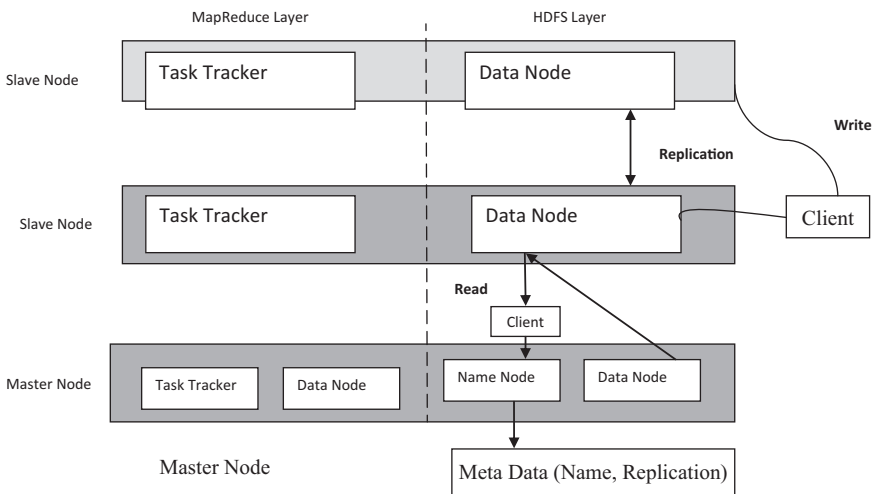 MapReduce Layer
HDFS Layer
Slave Node
Task Tracker
Data Node
Write
Replication
Slave Node
Task Tracker
Data Node
Client
Read
Client
Master Node
Task Tracker
Data Node
Name Node
Data Node
Master Node
Meta Data (Name, Replication)